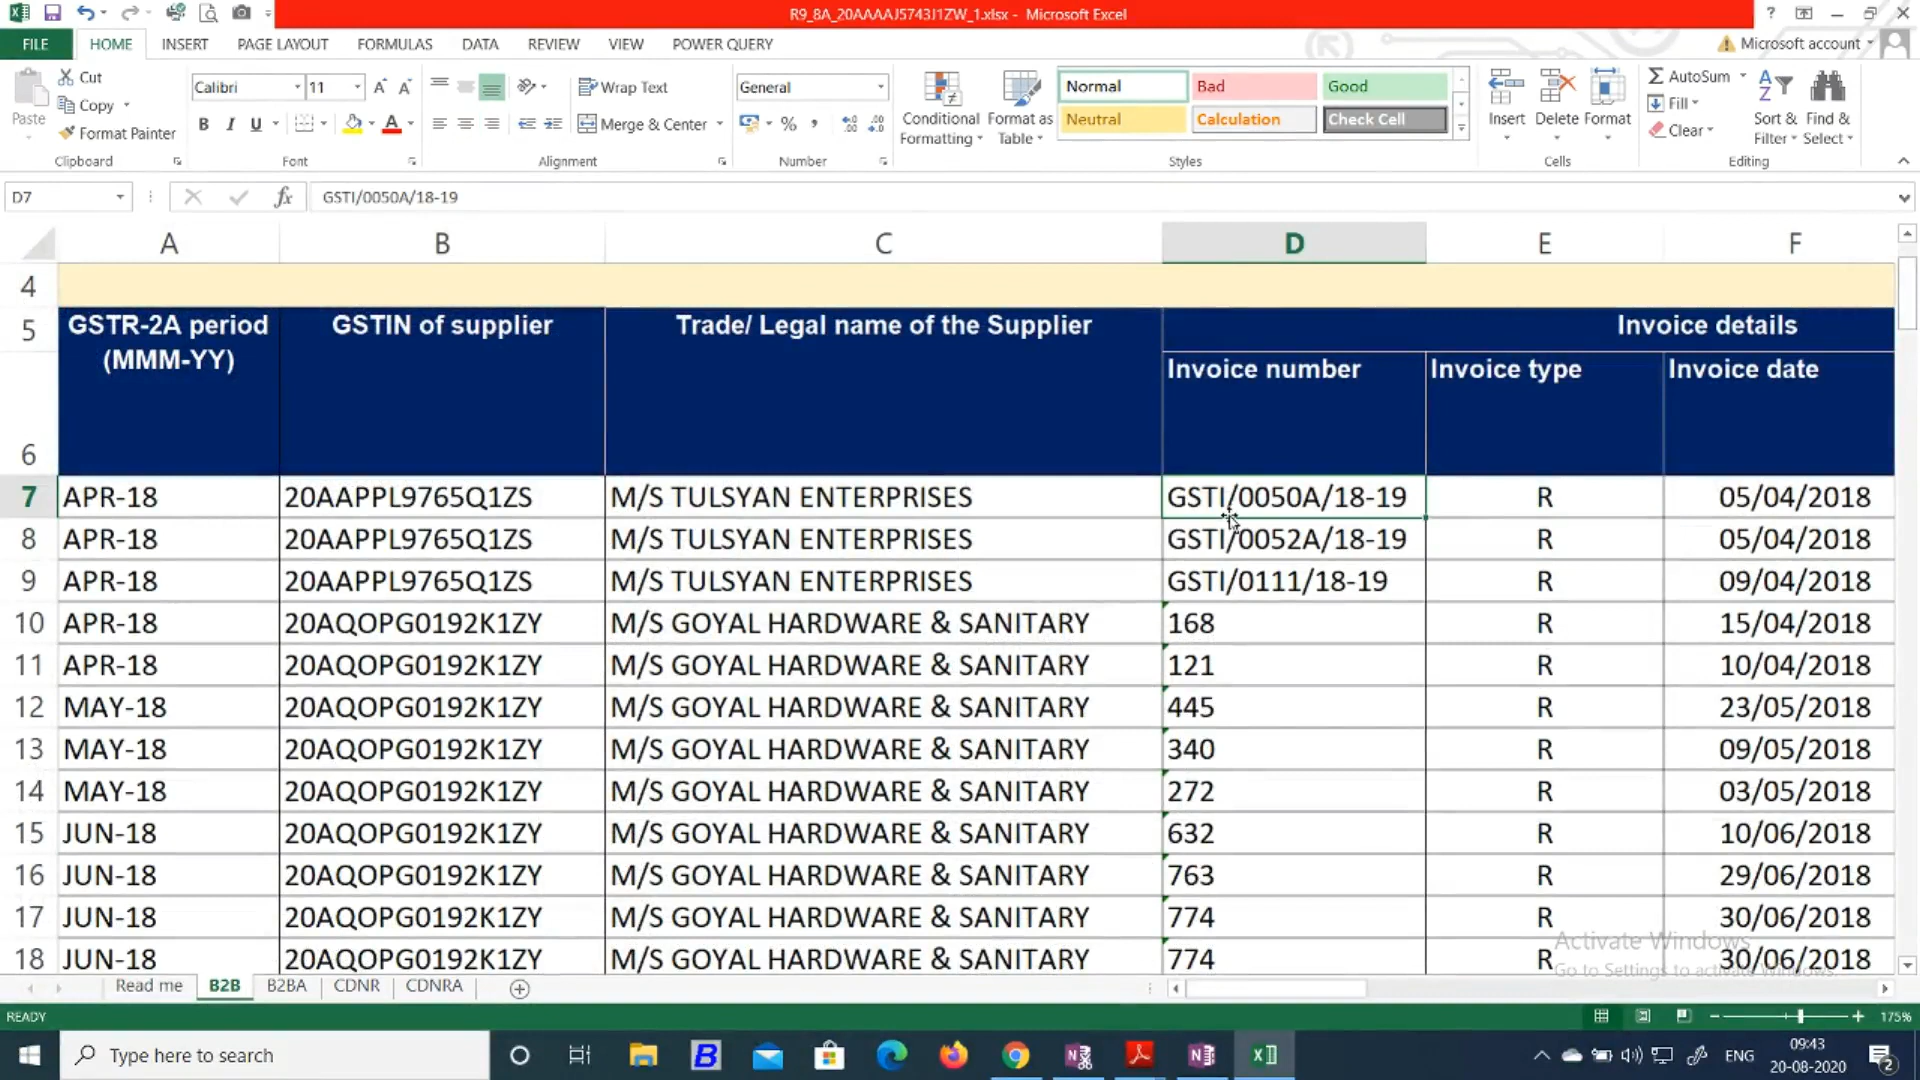 R9_8A_20AAAAJ5743J1ZW_1.xlsx - Microsoft Excel
FILE HOME INSERT PAGE LAYOUT FORMULAS DATA REVIEW VIEW POWER QUERY Microsoft account
Paste Cut Copy Format Painter Clipboard
Calibri 11 B I U A Font
Wrap Text Merge & Center Alignment
General % Number
Conditional Formatting Format as Table
Normal Bad Good
Neutral Calculation Check Cell
Styles
Insert Delete Format Cells
AutoSum Fill Clear Sort & Filter Find & Select Editing
D7 fx GSTI/0050A/18-19
A B C D E F
4
5 GSTR-2A period (MMM-YY) GSTIN of supplier Trade/ Legal name of the Supplier Invoice details
6 Invoice number Invoice type Invoice date
7 APR-18 20AAPPL9765Q1ZS M/S TULSYAN ENTERPRISES GSTI/0050A/18-19 R 05/04/2018
8 APR-18 20AAPPL9765Q1ZS M/S TULSYAN ENTERPRISES GSTI/0052A/18-19 R 05/04/2018
9 APR-18 20AAPPL9765Q1ZS M/S TULSYAN ENTERPRISES GSTI/0111/18-19 R 09/04/2018
10 APR-18 20AQOPG0192K1ZY M/S GOYAL HARDWARE & SANITARY 168 R 15/04/2018
11 APR-18 20AQOPG0192K1ZY M/S GOYAL HARDWARE & SANITARY 121 R 10/04/2018
12 MAY-18 20AQOPG0192K1ZY M/S GOYAL HARDWARE & SANITARY 445 R 23/05/2018
13 MAY-18 20AQOPG0192K1ZY M/S GOYAL HARDWARE & SANITARY 340 R 09/05/2018
14 MAY-18 20AQOPG0192K1ZY M/S GOYAL HARDWARE & SANITARY 272 R 03/05/2018
15 JUN-18 20AQOPG0192K1ZY M/S GOYAL HARDWARE & SANITARY 632 R 10/06/2018
16 JUN-18 20AQOPG0192K1ZY M/S GOYAL HARDWARE & SANITARY 763 R 29/06/2018
17 JUN-18 20AQOPG0192K1ZY M/S GOYAL HARDWARE & SANITARY 774 R 30/06/2018
18 JUN-18 20AQOPG0192K1ZY M/S GOYAL HARDWARE & SANITARY 774 R 30/06/2018
Activate Windows
Go to Settings to activate Windows.
Read me B2B B2BA CDNR CDNRA
READY 175%
Type here to search ENG 09:43
20-08-2020 2